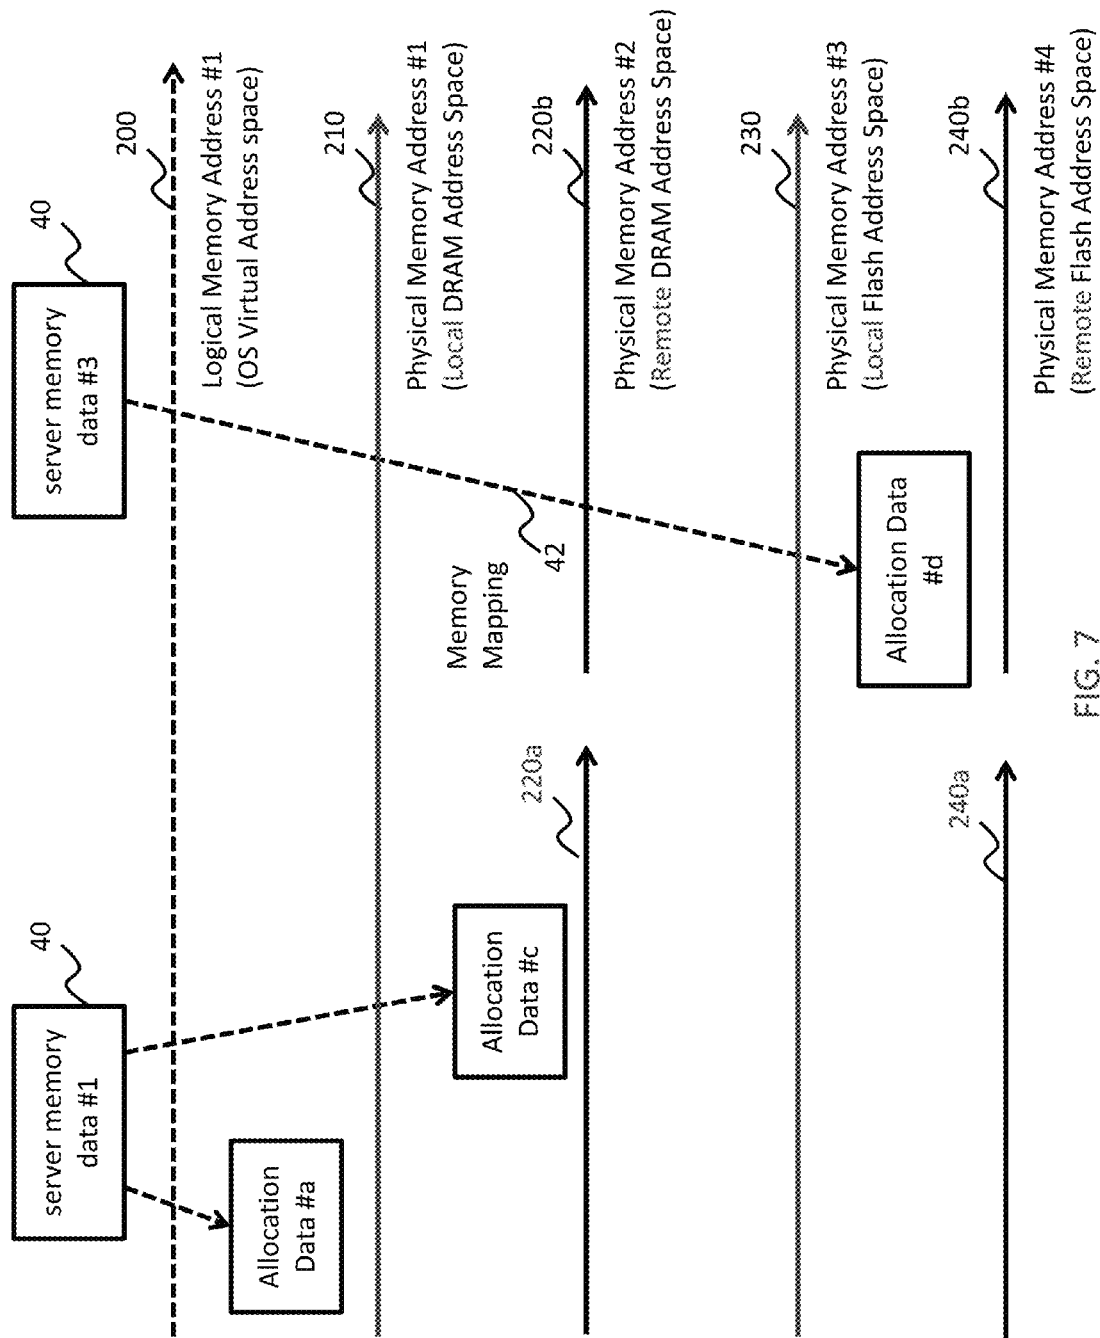 server memory
data #1
40
server memory
data #3
40
200
Logical Memory Address #1
(OS Virtual Address space)
Allocation
Data #a
210
Physical Memory Address #1
(Local DRAM Address Space)
Allocation
Data #c
Memory
Mapping
42
220a
220b
Physical Memory Address #2
(Remote DRAM Address Space)
230
Physical Memory Address #3
(Local Flash Address Space)
Allocation Data
#d
240a
240b
Physical Memory Address #4
(Remote Flash Address Space)
FIG. 7